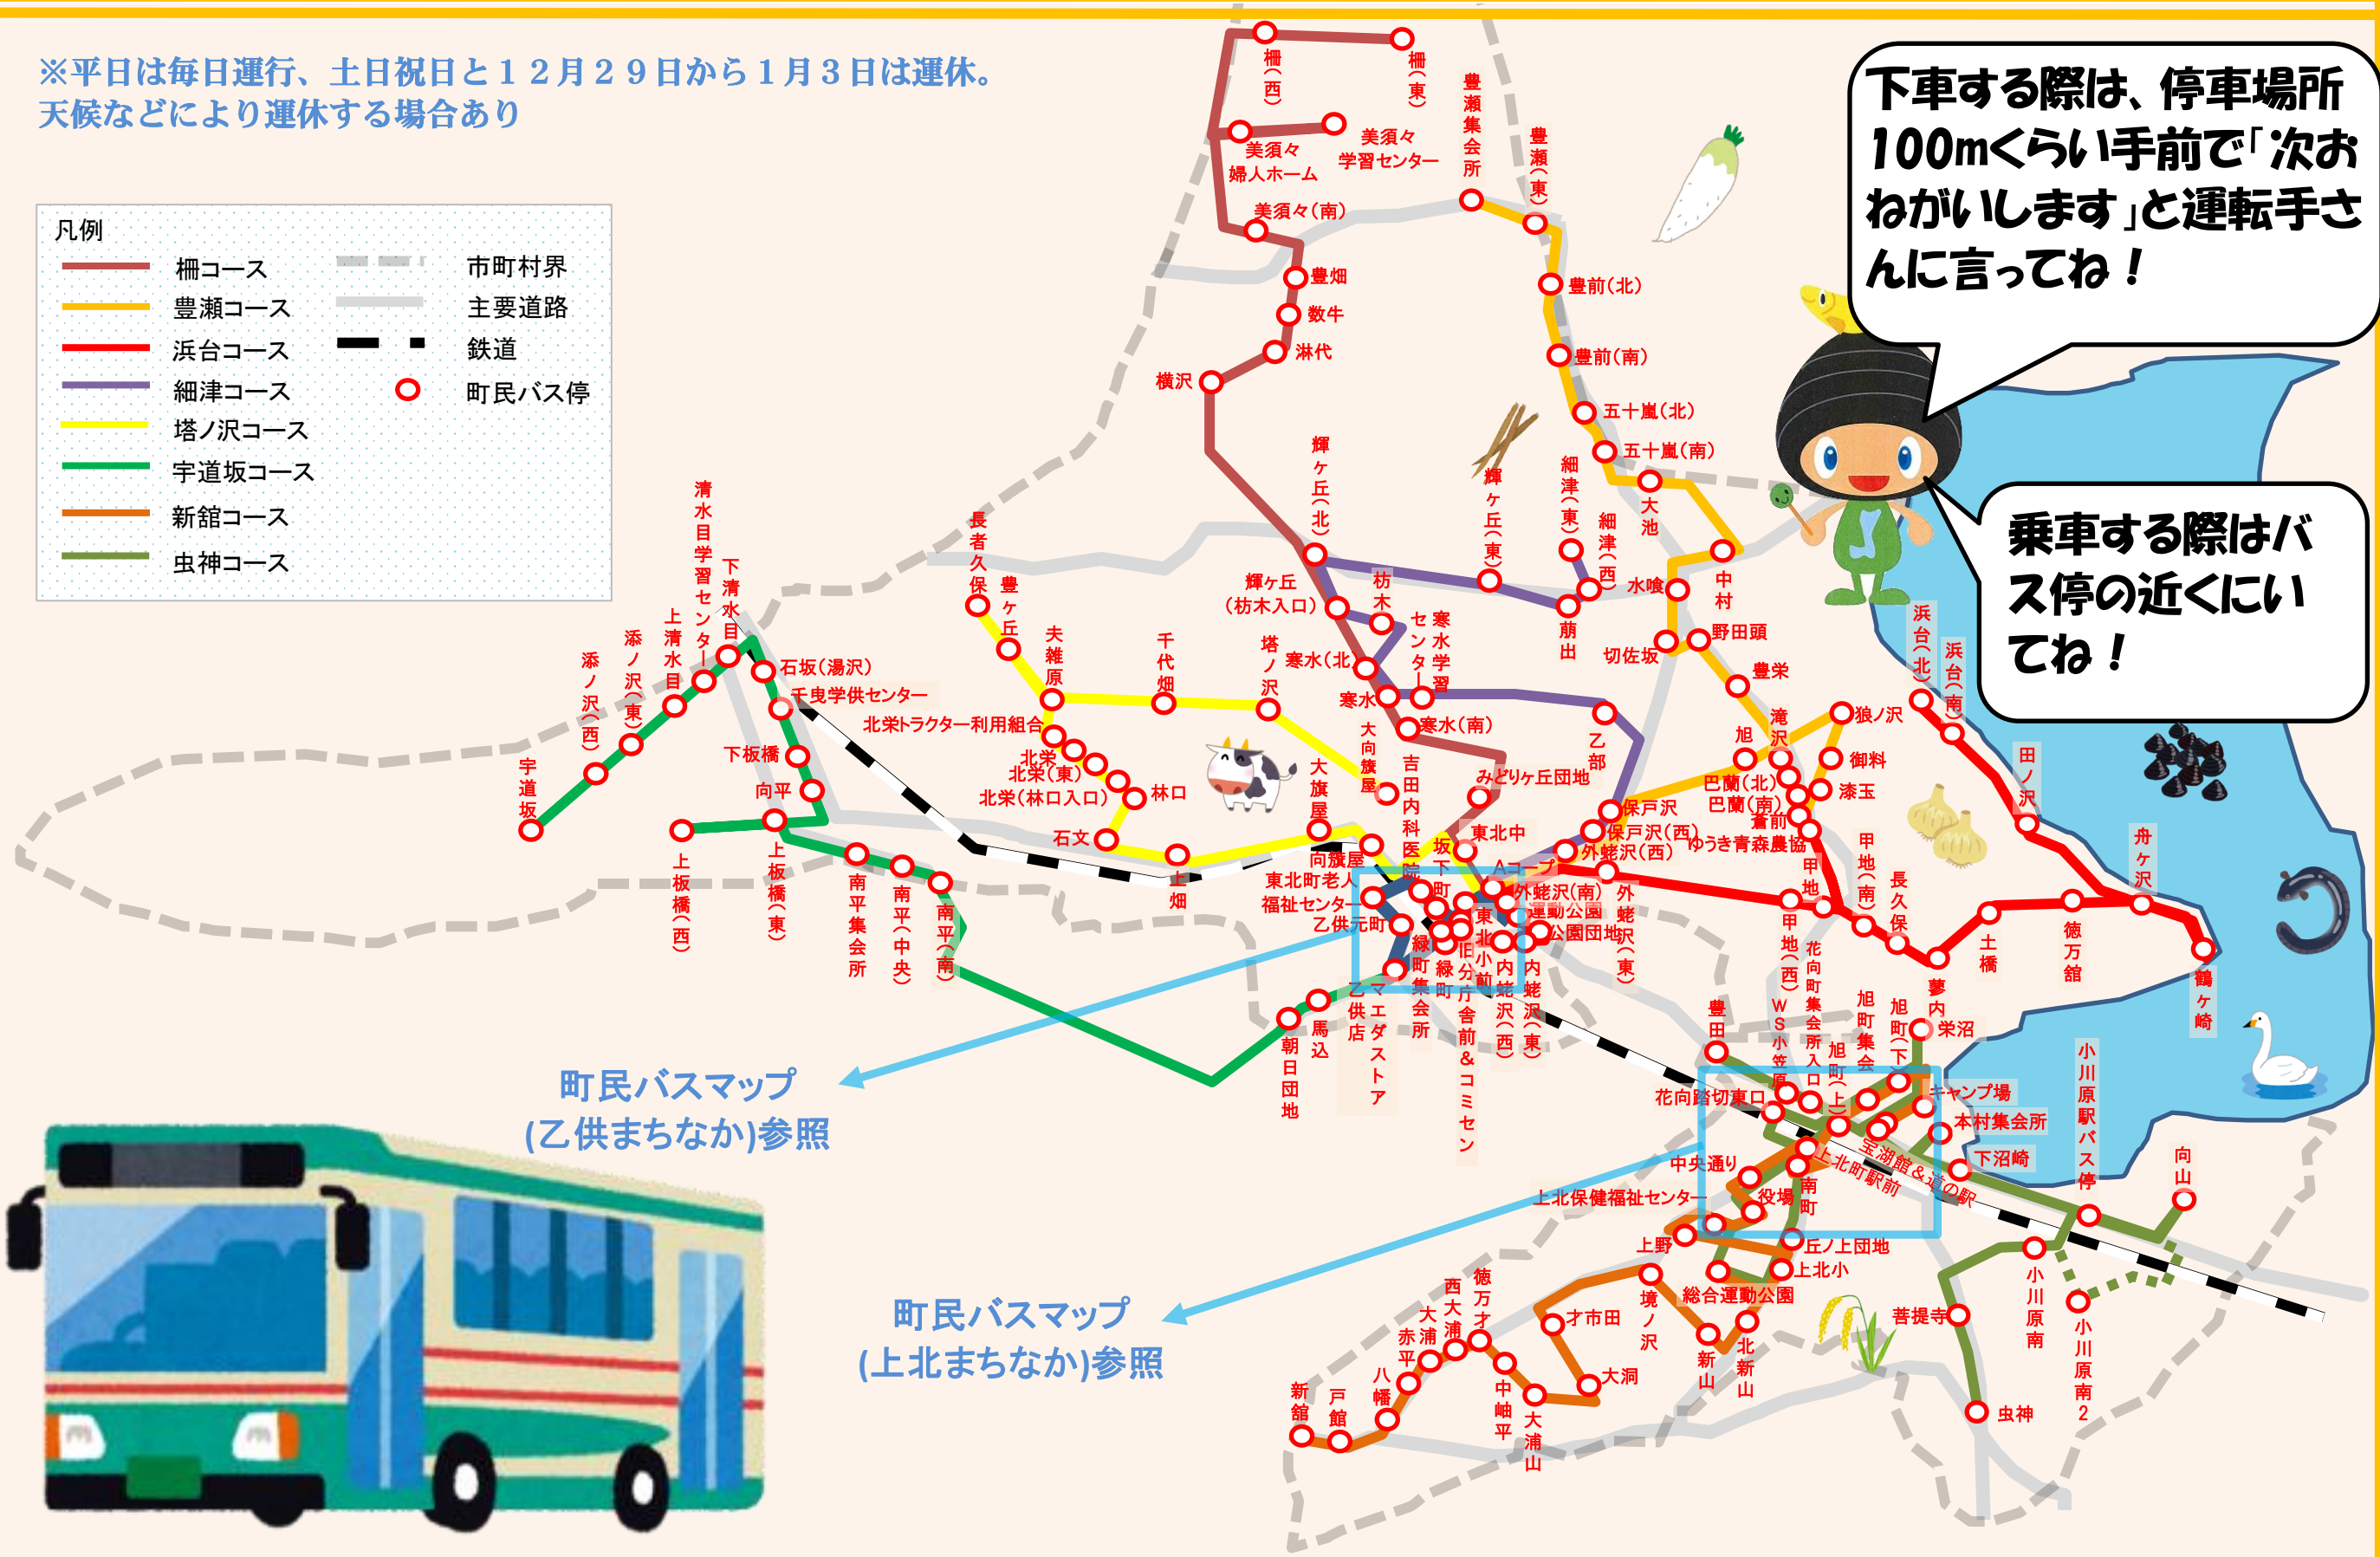 ※平日は毎日運行、土日祝日と１２月２９日から１月３日は運休。
天候などにより運休する場合あり
凡例
柵コース
豊瀬コース
浜台コース
細津コース
塔ノ沢コース
宇道坂コース
新舘コース
虫神コース
市町村界
主要道路
鉄道
町民バス停
下車する際は、停車場所
100mくらい手前で「次お
ねがいします」と運転手さ
んに言ってね！
乗車する際はバ
ス停の近くにい
てね！
柵（西）
柵（東）
美須々
婦人ホーム
美須々
学習センター
美須々（南）
豊畑
数牛
淋代
横沢
豊瀬集会所
豊瀬（東）
豊前（北）
豊前（南）
五十嵐（北）
五十嵐（南）
大池
中村
水喰
切佐坂
野田頭
豊栄
狼ノ沢
御料
漆玉
滝沢
旭
巴蘭（北）
巴蘭（南）
蒼前
ゆうき青森農協
甲地
輝ヶ丘（北）
輝ヶ丘（東）
細津（東）
細津（西）
萠出
輝ヶ丘
（枋木入口）
枋木
寒水学習
センター
寒水（北）
寒水
寒水（南）
乙部
みどりヶ丘団地
保戸沢
保戸沢（西）
外蛯沢（西）
東北中
Aコープ
外蛯沢（南）
運動公園
公園団地
外蛯沢（東）
内蛯沢（西）
内蛯沢（東）
坂下町
東北小前
吉田内科医院
旧分庁舎前＆コミセン
緑町
緑町集会所
マエダストア
乙供店
乙供元町
東北町老人
福祉センター
向旗屋
大旗屋
大向旗屋
塔ノ沢
千代畑
夫雑原
豊ヶ丘
長者久保
北栄トラクター利用組合
北栄
北栄（東）
北栄（林口入口）
林口
石文
上畑
清水目学習センター
下清水目
上清水目
添ノ沢（東）
添ノ沢（西）
宇道坂
石坂（湯沢）
千曳学供センター
下板橋
向平
上板橋（西）
上板橋（東）
南平集会所
南平（中央）
南平（南）
朝日団地
馬込
浜台（北）
浜台（南）
田ノ沢
舟ヶ沢
鶴ヶ崎
徳万舘
土橋
蓼内
長久保
甲地（南）
甲地（西）
豊田
WS小笠原
花向町集会所入口
旭町（上）
旭町集会
旭町（下）
栄沼
キャンプ場
本村集会所
下沼崎
宝湖館＆道の駅
上北町駅前
花向踏切東口
中央通り
役場
南町
上北保健福祉センター
上野
丘ノ上団地
上北小
総合運動公園
境ノ沢
新山
北新山
才市田
大洞
大浦山
中岫平
徳万才
西大浦
大浦
赤平
八幡
戸館
新舘
小川原駅バス停
向山
小川原南
小川原南2
菩提寺
虫神
町民バスマップ
(乙供まちなか)参照
町民バスマップ
(上北まちなか)参照